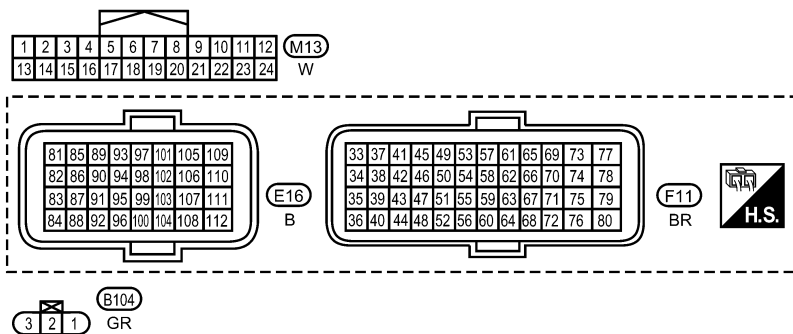 1 2 3 4 5 6 7 8 9 10 11 12 M13
13 14 15 16 17 18 19 20 21 22 23 24 W
81 85 89 93 97 101 105 109
82 86 90 94 98 102 106 110
83 87 91 95 99 103 107 111
84 88 92 96 100 104 108 112
E16
B
33 37 41 45 49 53 57 61 65 69 73 77
34 38 42 46 50 54 58 62 66 70 74 78
35 39 43 47 51 55 59 63 67 71 75 79
36 40 44 48 52 56 60 64 68 72 76 80
F11
BR
H.S.
B104
3 2 1 GR